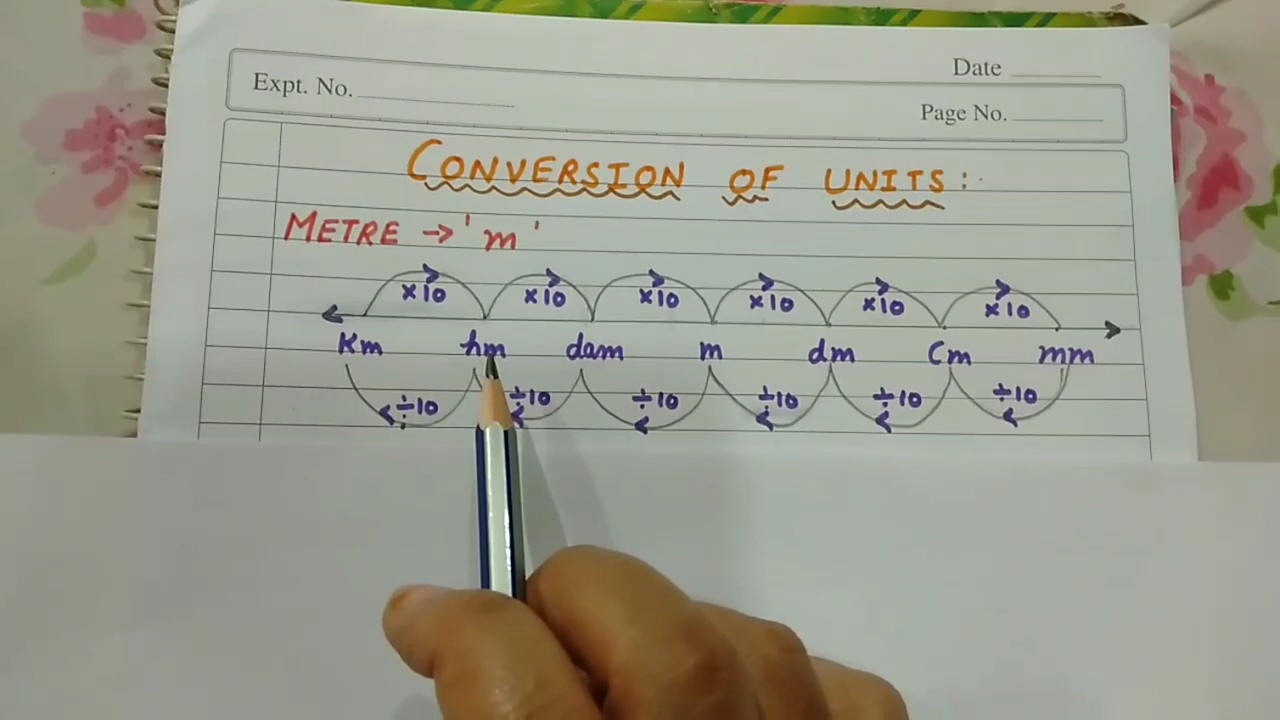 Date
Expt. No.
Page No.
CONVERSION OF UNITS:
METRE → 'm'
×10 ×10 ×10 ×10 ×10 ×10
Km hm dam m dm Cm mm
÷10 ÷10 ÷10 ÷10 ÷10 ÷10